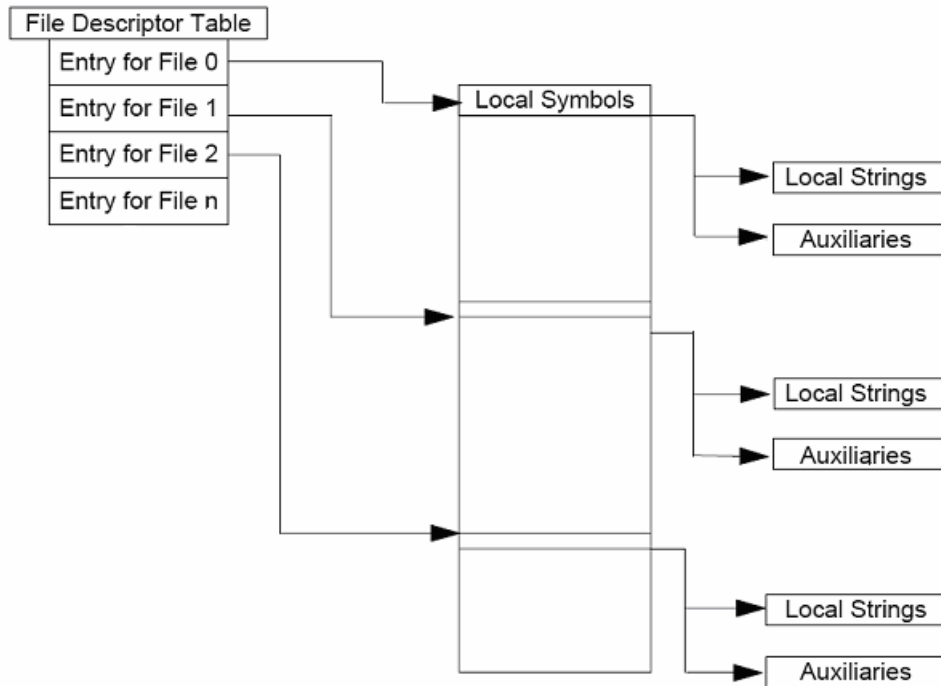 File Descriptor Table
Entry for File 0
Entry for File 1
Entry for File 2
Entry for File n
Local Symbols
Local Strings
Auxiliaries
Local Strings
Auxiliaries
Local Strings
Auxiliaries